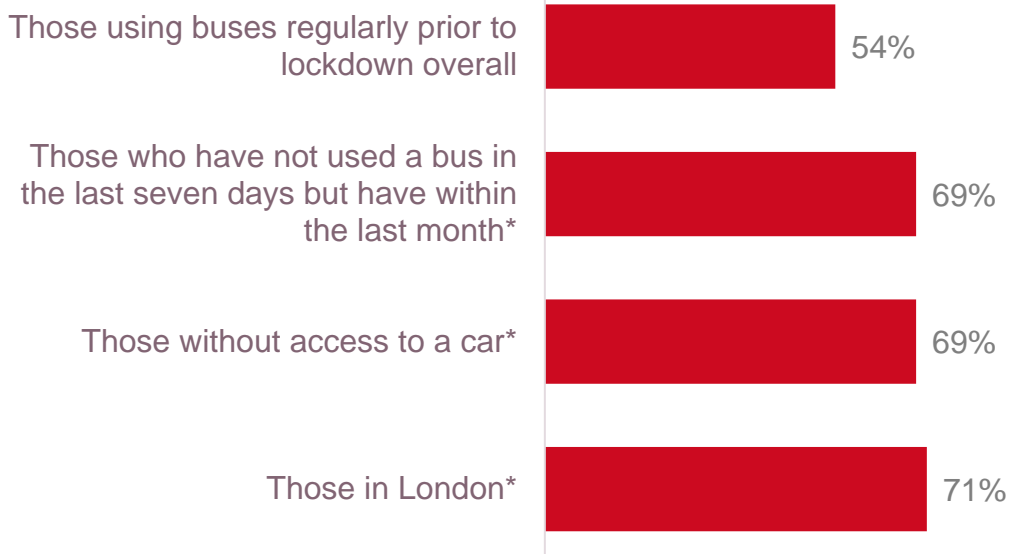 Those using buses regularly prior to
lockdown overall
54%
Those who have not used a bus in
the last seven days but have within
the last month*
69%
Those without access to a car*
69%
Those in London*
71%